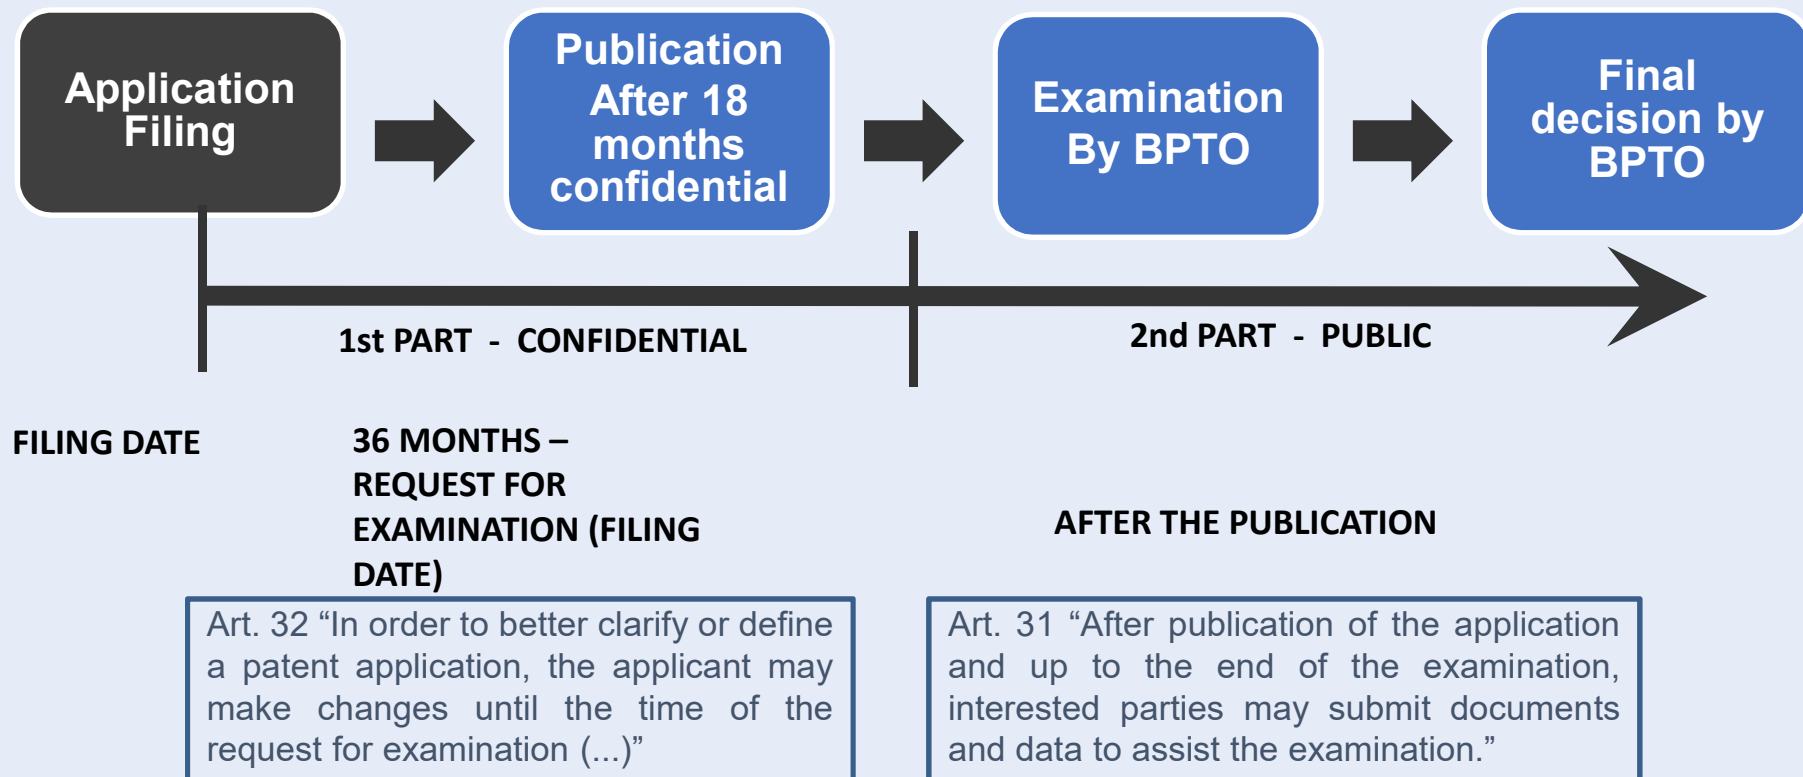 Application
Filing
Publication
After 18
months
confidential
Examination
By BPTO
Final
decision by
BPTO
1st PART - CONFIDENTIAL
2nd PART - PUBLIC
FILING DATE
36 MONTHS –
REQUEST FOR
EXAMINATION (FILING
DATE)
AFTER THE PUBLICATION
Art. 32 “In order to better clarify or define
a patent application, the applicant may
make changes until the time of the
request for examination (...)”
Art. 31 “After publication of the application
and up to the end of the examination,
interested parties may submit documents
and data to assist the examination.”